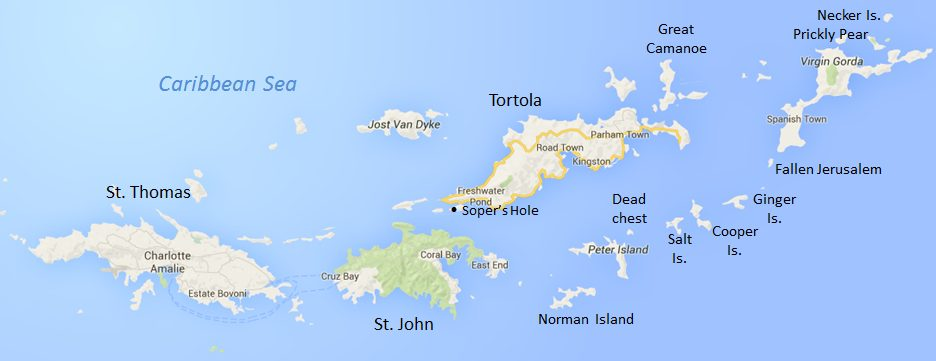 Necker Is.
Prickly Pear
Great
Camanoe
Virgin Gorda
Caribbean Sea
Tortola
Jost Van Dyke
Spanish Town
Parham Town
Road Town
Kingston
Fallen Jerusalem
St. Thomas
Freshwater
Pond
Soper's Hole
Dead
chest
Ginger
Is.
Salt
Is.
Cooper
Is.
Peter Island
Charlotte
Amalie
Coral Bay
East End
Cruz Bay
Estate Bovoni
St. John
Norman Island